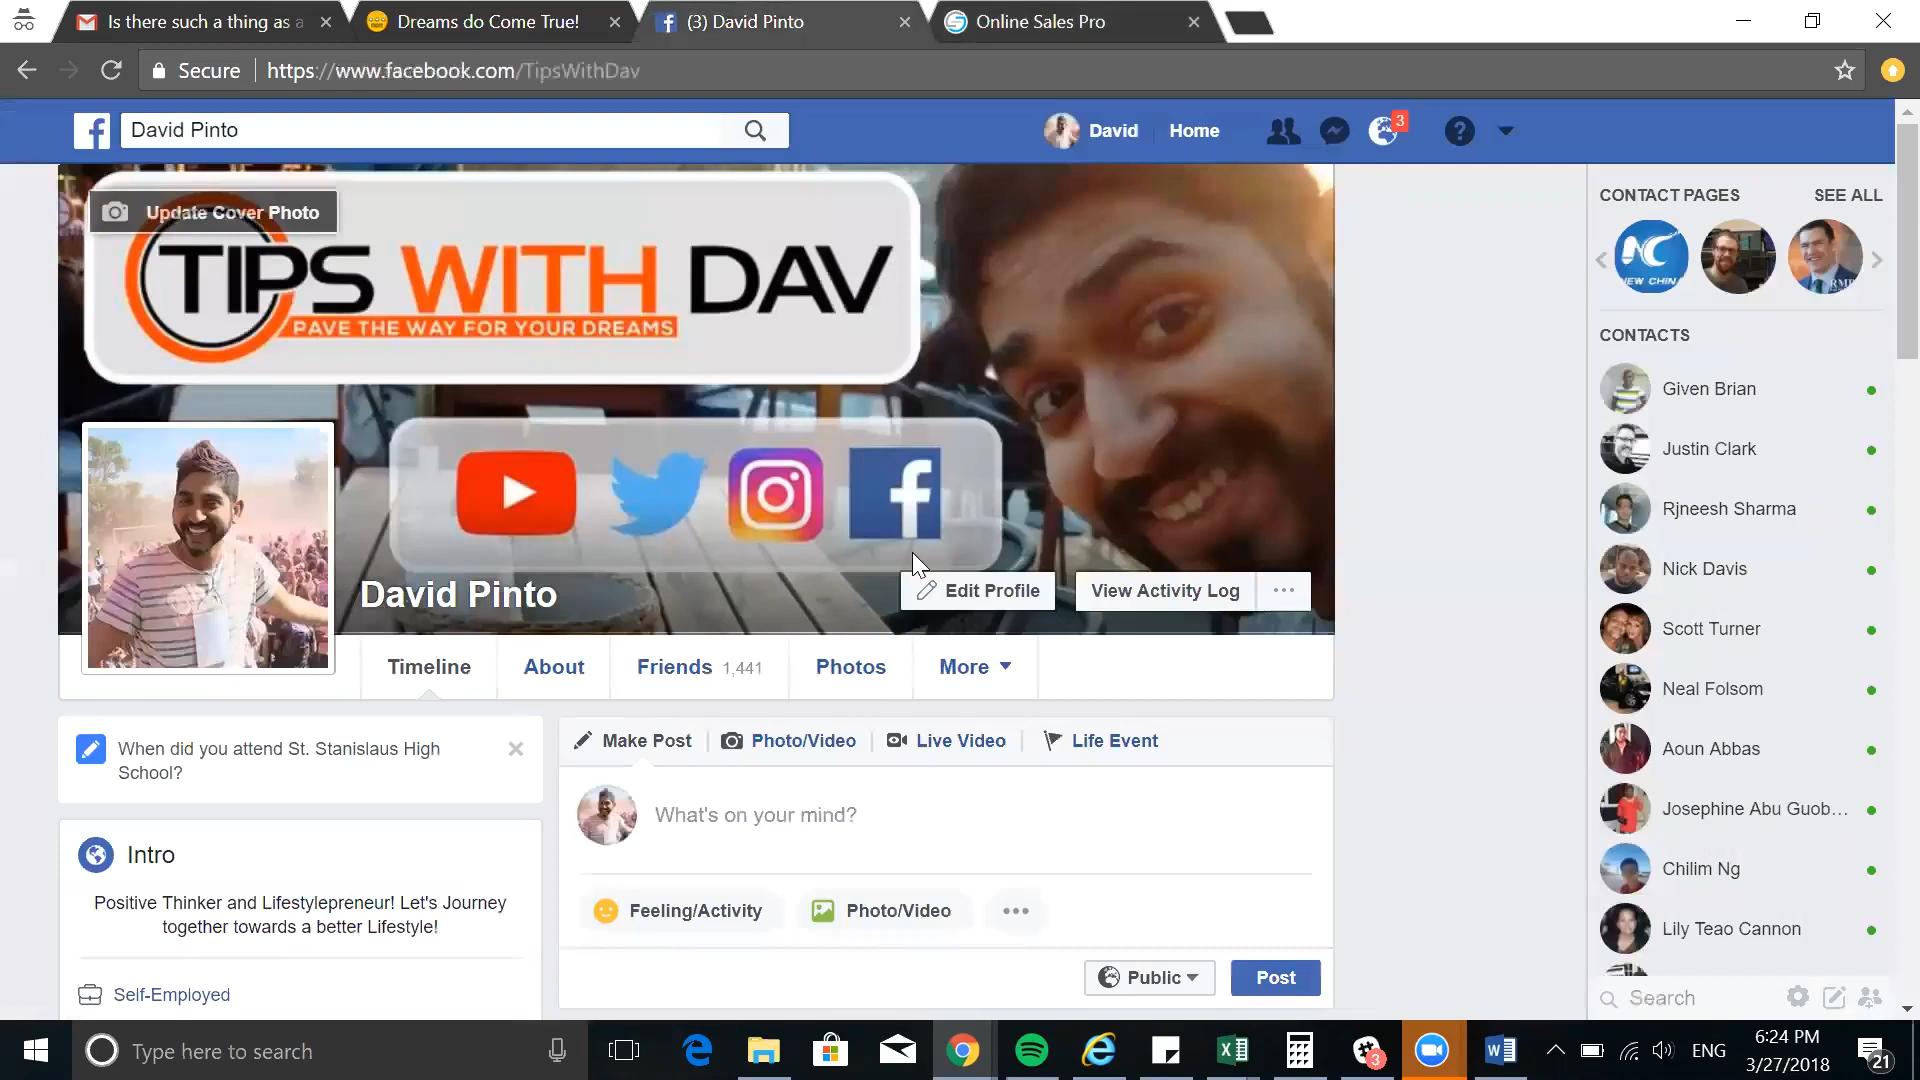 Is there such a thing as a
Dreams do Come True!
(3) David Pinto
Online Sales Pro
Secure
https://www.facebook.com/TipsWithDav
David Pinto
David
Home
3
Update Cover Photo
TIPS WITH DAV
PAVE THE WAY FOR YOUR DREAMS
David Pinto
Edit Profile
View Activity Log
Timeline
About
Friends 1,441
Photos
More
When did you attend St. Stanislaus High
School?
Intro
Positive Thinker and Lifestylepreneur! Let's Journey
together towards a better Lifestyle!
Self-Employed
Make Post
Photo/Video
Live Video
Life Event
What's on your mind?
Feeling/Activity
Photo/Video
Public
Post
CONTACT PAGES
SEE ALL
NC
NEW CHIN
RMP
CONTACTS
Given Brian
Justin Clark
Rjneesh Sharma
Nick Davis
Scott Turner
Neal Folsom
Aoun Abbas
Josephine Abu Guob...
Chilim Ng
Lily Teao Cannon
Search
Type here to search
3
ENG
6:24 PM
3/27/2018
21